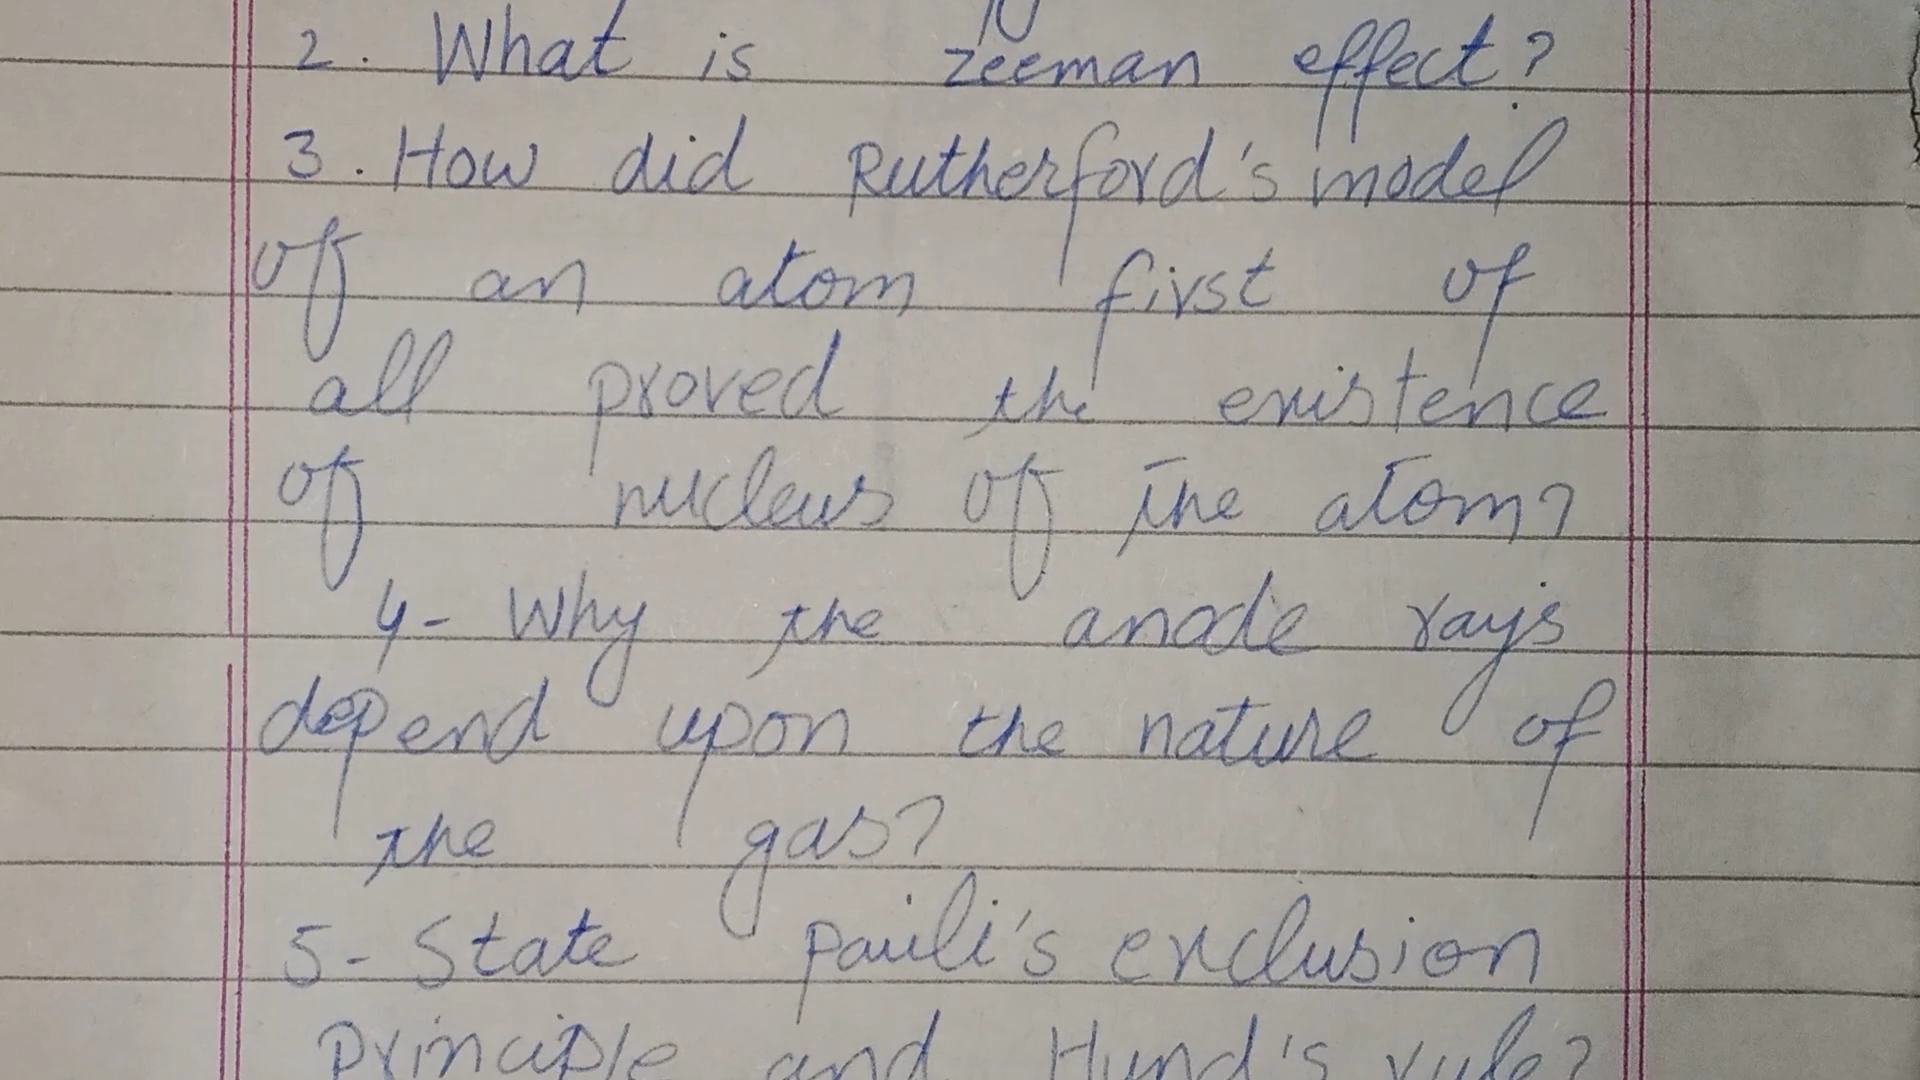 2. What is zeeman effect?
3. How did Rutherford's model
of an atom first of
all proved the existence
of nucleus of the atom?
4- Why the anode rays
depend upon the nature of
the gas?
5- State Pauli's exclusion
Principle and Hund's rule?